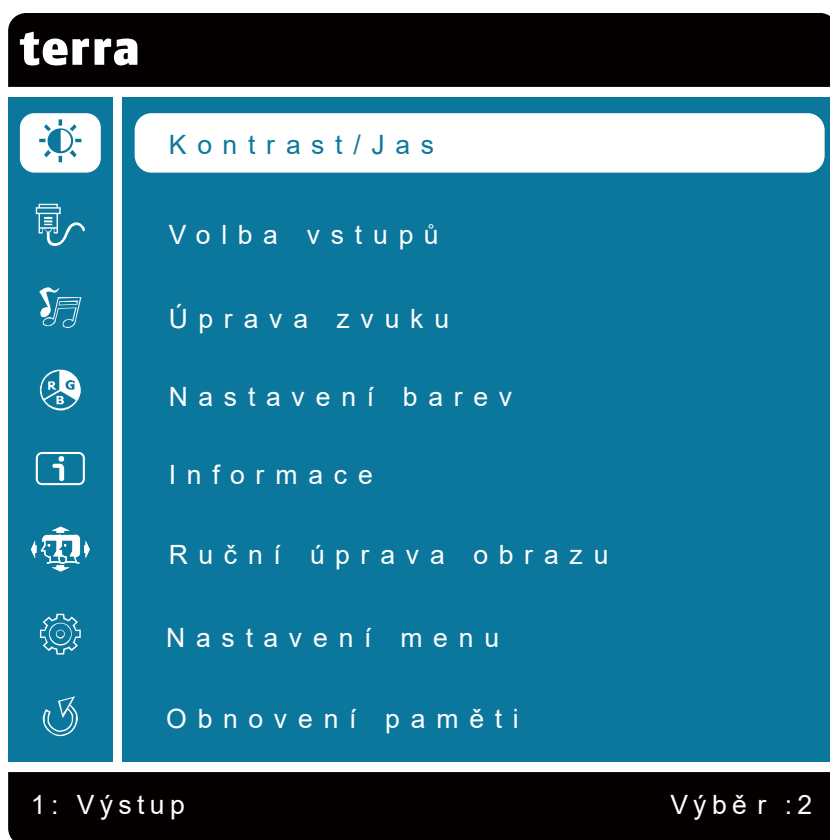 terra
Kontrast/Jas
Volba vstupů
Úprava zvuku
R G
B
Nastavení barev
i
Informace
Ruční úprava obrazu
Nastavení menu
Obnovení paměti
1: Výstup Výběr :2